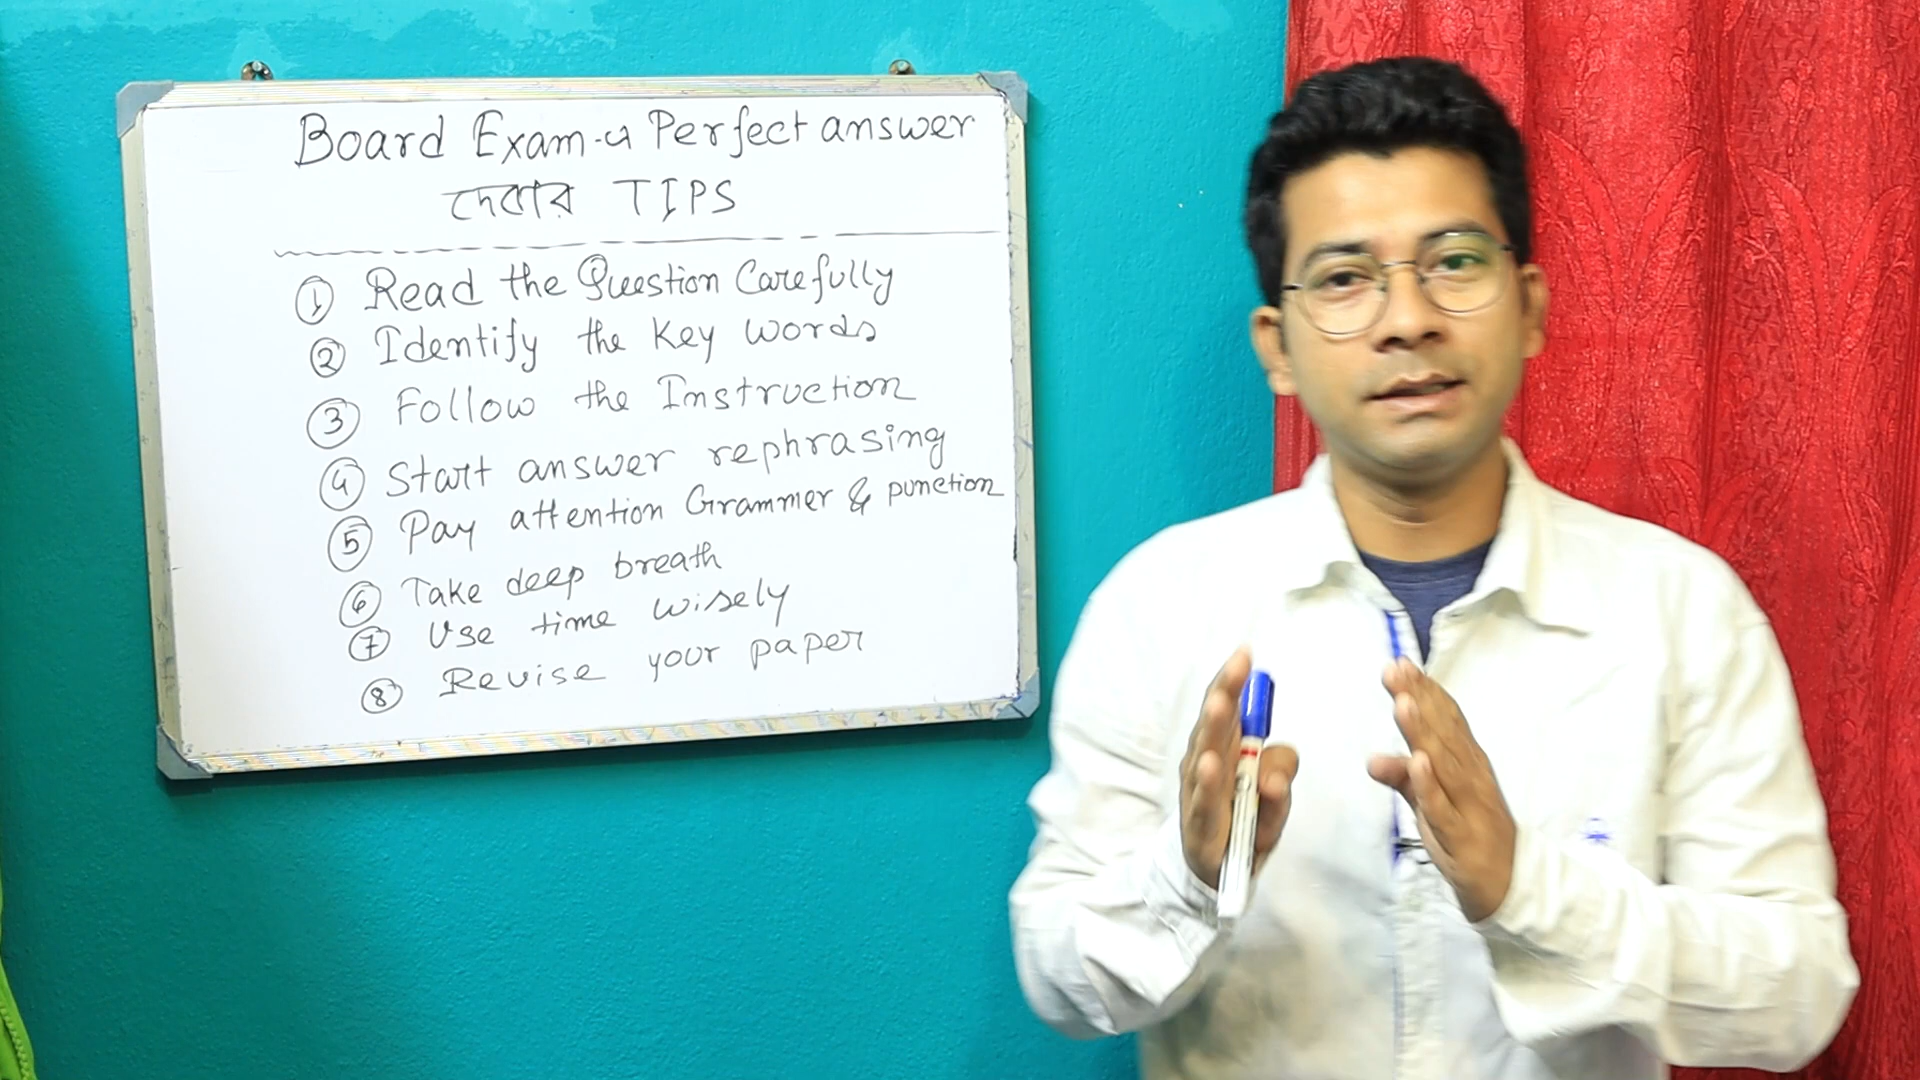 Board Exam-এ Perfect answer
দেবার TIPS
1 Read the Question Carefully
2 Identify the Key words
3 Follow the Instruction
4 Start answer rephrasing
5 Pay attention Grammer & punction
6 Take deep breath
7 Use time wisely
8 Revise your paper